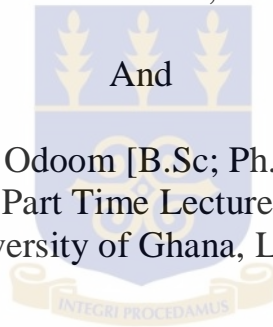 And
Odoom [B.Sc; Ph.
Part Time Lecture
versity of Ghana, L
INTEGRI PROCEDAMUS